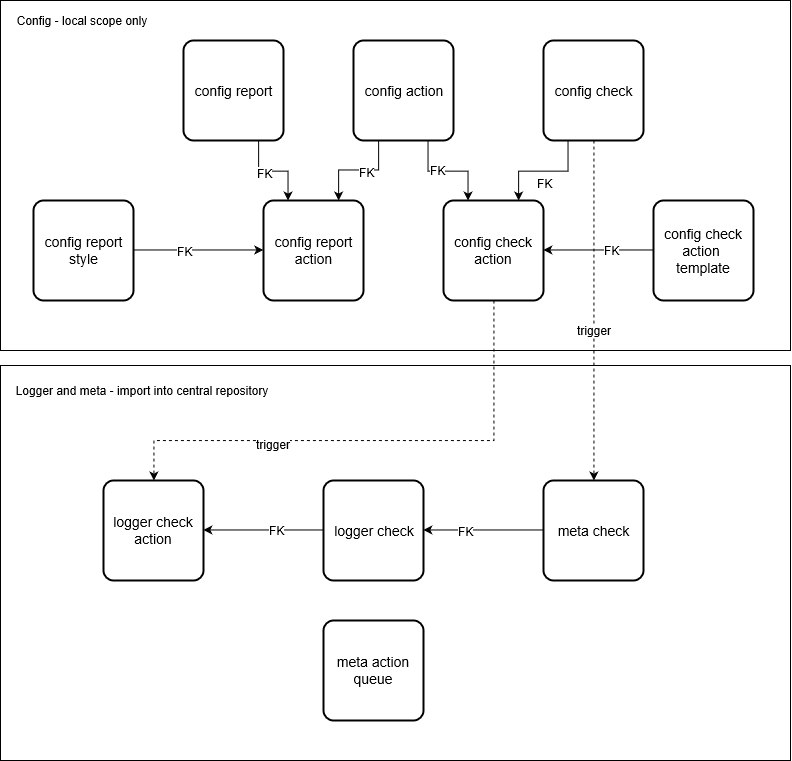 Config - local scope only
config report
config action
config check
FK
FK
FK
FK
config report
style
FK
config report
action
config check
action
FK
config check
action
template
trigger
Logger and meta - import into central repository
trigger
logger check
action
FK
logger check
FK
meta check
meta action
queue